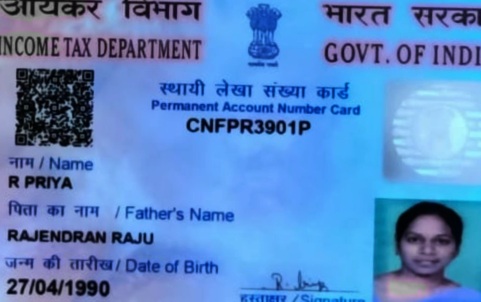 आयकर विभाग
भारत सरका
INCOME TAX DEPARTMENT
GOVT. OF INDI
स्थायी लेखा संख्या कार्ड
Permanent Account Number Card
CNFPR3901P
नाम / Name
R PRIYA
पिता का नाम / Father's Name
RAJENDRAN RAJU
जन्म की तारीख / Date of Birth
27/04/1990
हस्ताक्षर / Signature